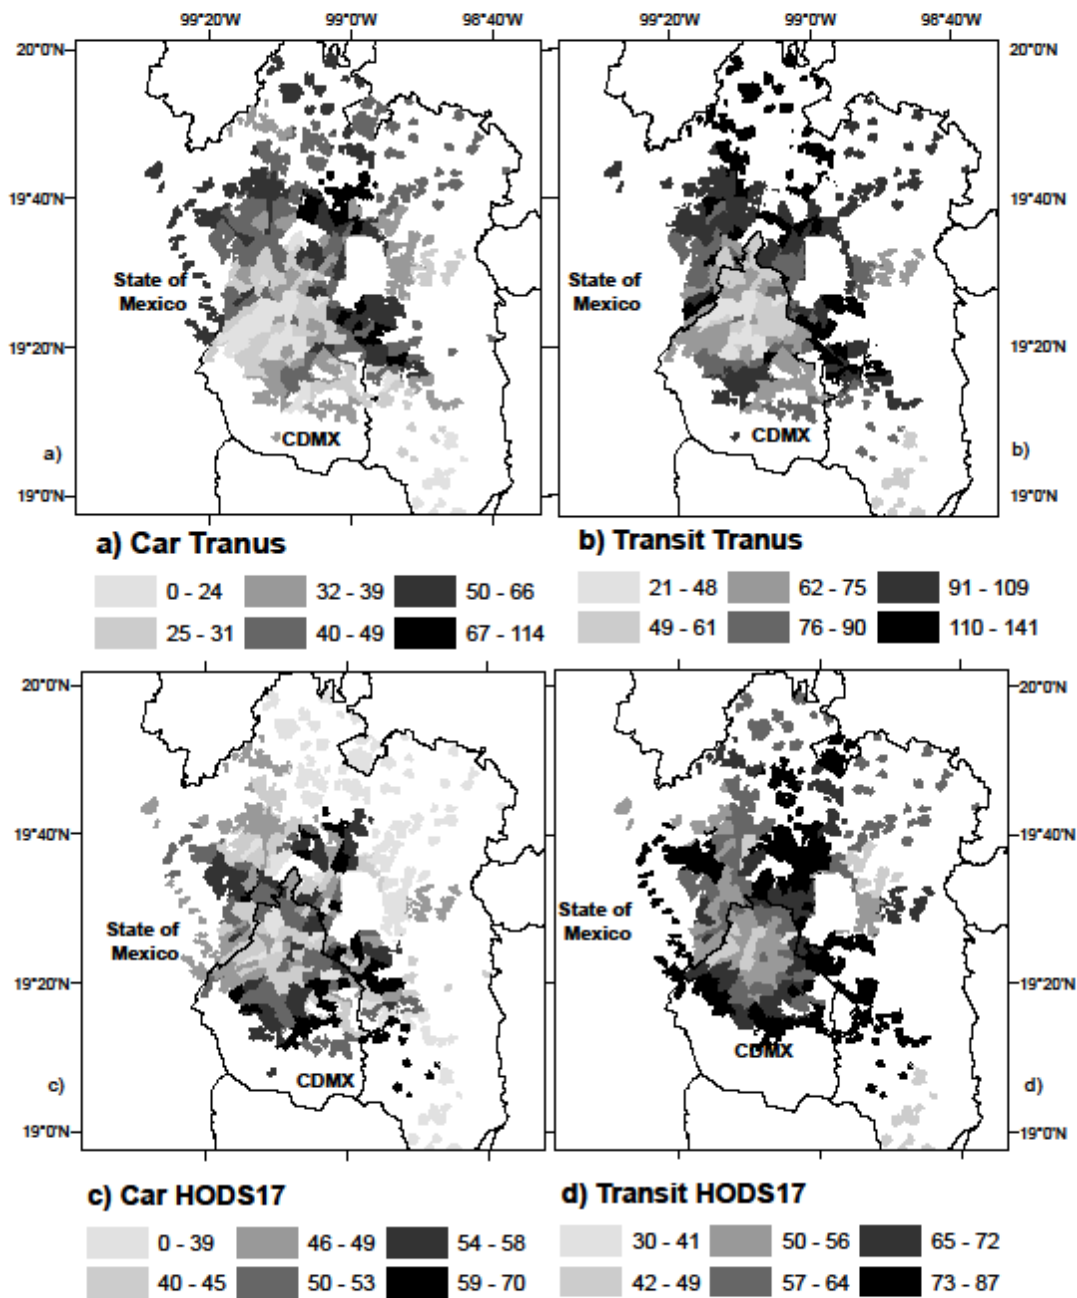 99°20'W 99°0'W 98°40'W 99°20'W 99°0'W 98°40'W
20°0'N 20°0'N
19°40'N 19°40'N
State of
Mexico
State of
Mexico
19°20'N 19°20'N
CDMX CDMX
a) b)
19°0'N 19°0'N
a) Car Tranus
0 - 24 32 - 39 50 - 66
25 - 31 40 - 49 67 - 114
b) Transit Tranus
21 - 48 62 - 75 91 - 109
49 - 61 76 - 90 110 - 141
20°0'N 20°0'N
19°40'N 19°40'N
State of
Mexico
State of
Mexico
19°20'N 19°20'N
CDMX CDMX
c) d)
19°0'N 19°0'N
c) Car HODS17
0 - 39 46 - 49 54 - 58
40 - 45 50 - 53 59 - 70
d) Transit HODS17
30 - 41 50 - 56 65 - 72
42 - 49 57 - 64 73 - 87